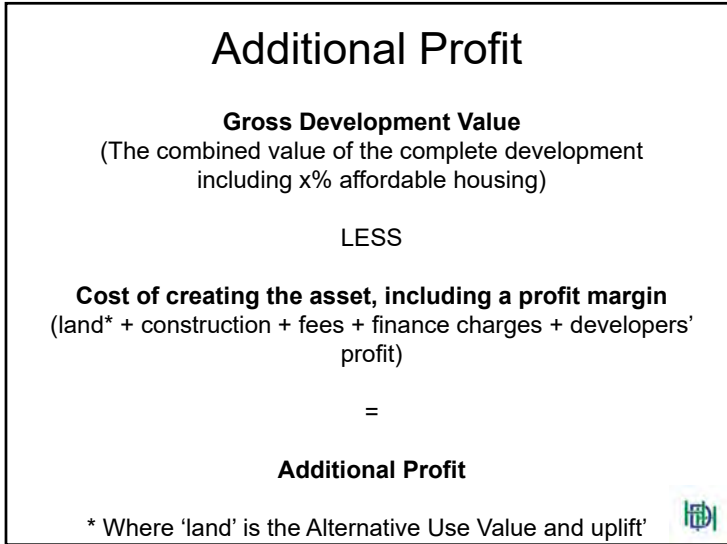 Additional Profit
Gross Development Value
(The combined value of the complete development
including x% affordable housing)
LESS
Cost of creating the asset, including a profit margin
(land* + construction + fees + finance charges + developers’
profit)
=
Additional Profit
* Where ‘land’ is the Alternative Use Value and uplift’
HDH